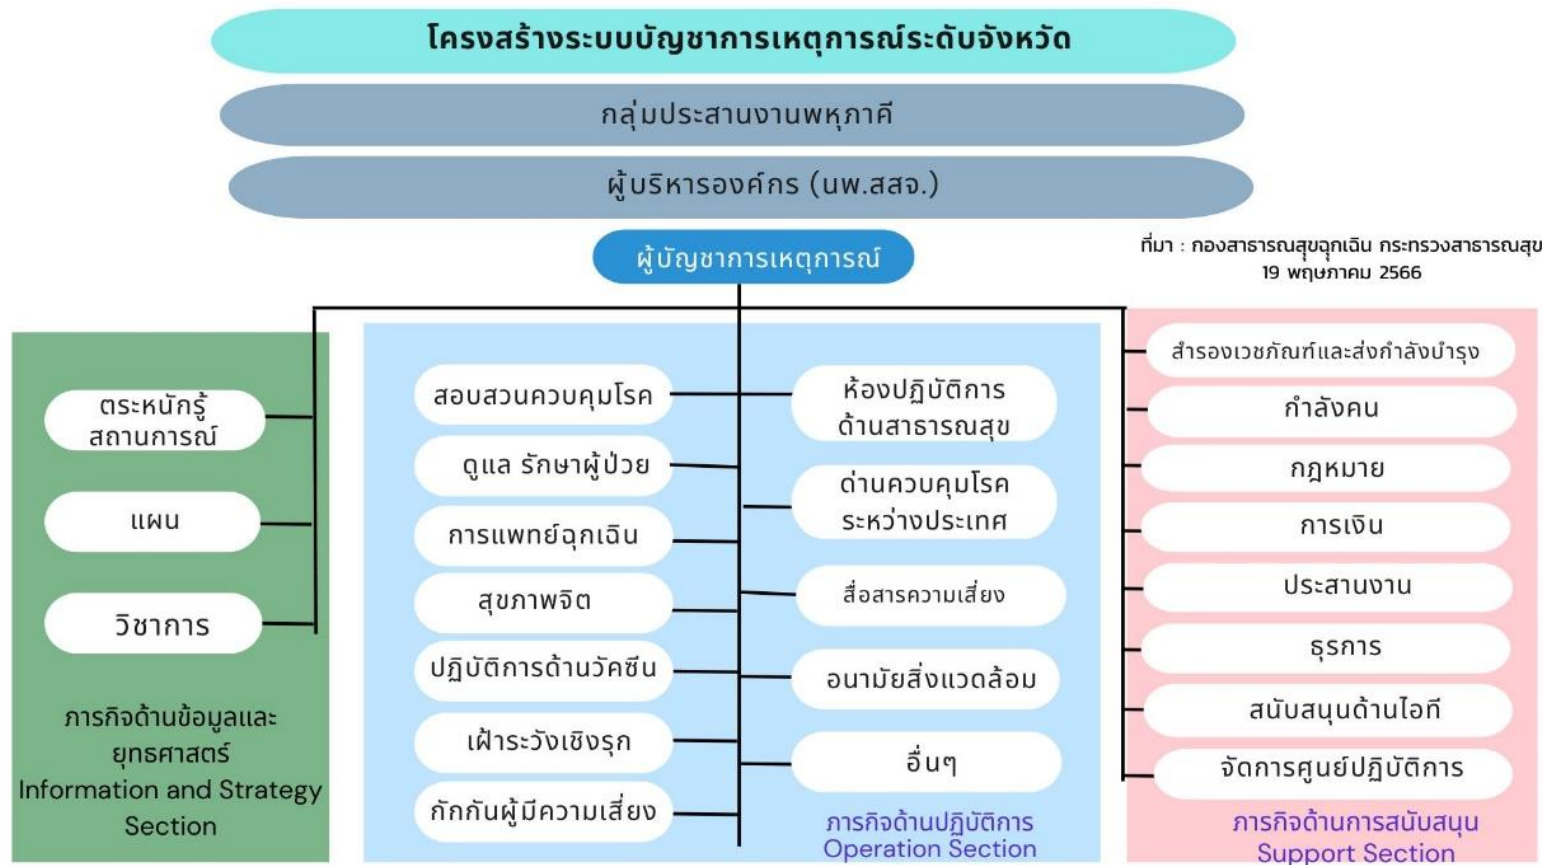 โครงสร้างระบบบัญชาการเหตุการณ์ระดับจังหวัด
กลุ่มประสานงานพหุภาคี
ผู้บริหารองค์กร (นพ.สสจ.)
ผู้บัญชาการเหตุการณ์
ที่มา : กองสาธารณสุขฉุกเฉิน กระทรวงสาธารณสุข
19 พฤษภาคม 2566
ตระหนักรู้
สถานการณ์
แผน
วิชาการ
ภารกิจด้านข้อมูลและ
ยุทธศาสตร์
Information and Strategy
Section
สอบสวนควบคุมโรค
ดูแล รักษาผู้ป่วย
การแพทย์ฉุกเฉิน
สุขภาพจิต
ปฏิบัติการด้านวัคซีน
เฝ้าระวังเชิงรุก
กักกันผู้มีความเสี่ยง
ห้องปฏิบัติการ
ด้านสาธารณสุข
ด่านควบคุมโรค
ระหว่างประเทศ
สื่อสารความเสี่ยง
อนามัยสิ่งแวดล้อม
อื่นๆ
ภารกิจด้านปฏิบัติการ
Operation Section
สำรองเวชภัณฑ์และส่งกำลังบำรุง
กำลังคน
กฎหมาย
การเงิน
ประสานงาน
ธุรการ
สนับสนุนด้านไอที
จัดการศูนย์ปฏิบัติการ
ภารกิจด้านการสนับสนุน
Support Section